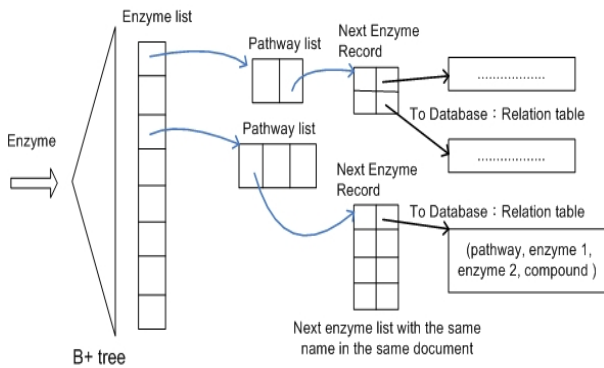 Enzyme list
Pathway list
Next Enzyme
Record
..................
To Database : Relation table
Enzyme
Pathway list
Next Enzyme
Record
..................
To Database : Relation table
(pathway, enzyme 1,
enzyme 2, compound )
Next enzyme list with the same
name in the same document
B+ tree